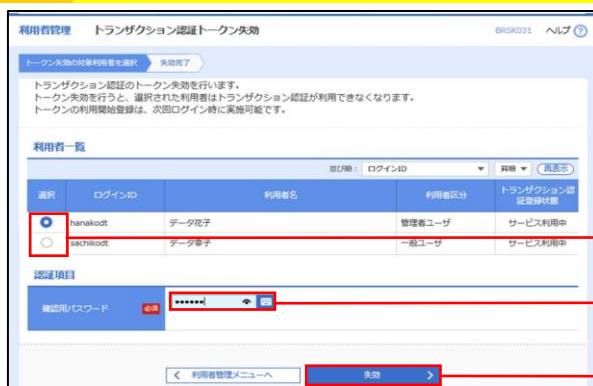 利用者管理 トランザクション認証トークン失効 BRSK031 ヘルプ ?
トークン失効の対象利用者を選択 失効完了
トランザクション認証のトークン失効を行います。
トークン失効を行うと、選択された利用者はトランザクション認証が利用できなくなります。
トークンの利用開始登録は、次回ログイン時に実施可能です。
利用者一覧
並び順: ログインID 昇順 再表示
選択 ログインID 利用者名 利用者区分 トランザクション認証登録状態
hanakodt データ花子 管理者ユーザ サービス利用中
sachikodt データ幸子 一般ユーザ サービス利用中
認証項目
確認用パスワード 必須 ••••••
利用者管理メニューへ 失効